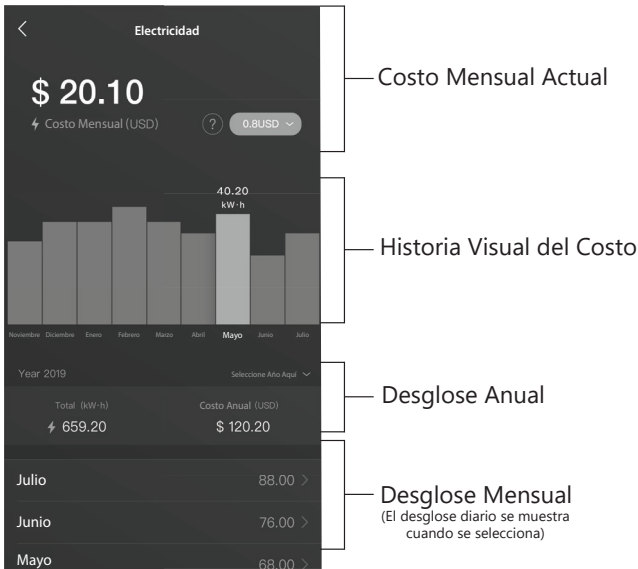 Electricidad
$ 20.10
Costo Mensual (USD)
?
0.8USD
Costo Mensual Actual
40.20
kW·h
Historia Visual del Costo
Noviembre Diciembre Enero Febrero Marzo Abril Mayo Junio Julio
Year 2019
Seleccione Año Aquí
Desglose Anual
Total (kW·h)
Costo Anual (USD)
659.20
$ 120.20
Julio
88.00
Junio
76.00
Mayo
68.00
Desglose Mensual
(El desglose diario se muestra
cuando se selecciona)